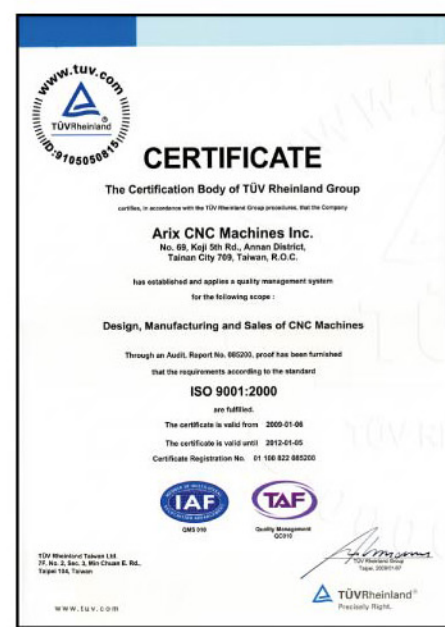 www.tuv.com
TÜVRheinland
ID:9105050815
CERTIFICATE
The Certification Body of TÜV Rheinland Group
certifies, in accordance with the TÜV Rheinland Group procedures, that the Company
Arix CNC Machines Inc.
No. 69, Keji 5th Rd., Annan District,
Tainan City 709, Taiwan, R.O.C.
has established and applies a quality management system
for the following scope :
Design, Manufacturing and Sales of CNC Machines
Through an Audit, Report No. 085200, proof has been furnished
that the requirements according to the standard
ISO 9001:2000
are fulfilled.
The certificate is valid from 2009-01-06
The certificate is valid until 2012-01-05
Certificate Registration No. 01 100 822 085200
IAF
TAF
QMS 010
Quality Management
QC010
TÜV Rheinland Taiwan Ltd.
7F, No. 2, Sec. 3, Min Chuan E. Rd.,
Taipei 104, Taiwan
TÜV Rheinland Group
Taipei, 2009/01/07
www.tuv.com
TÜVRheinland®
Precisely Right.